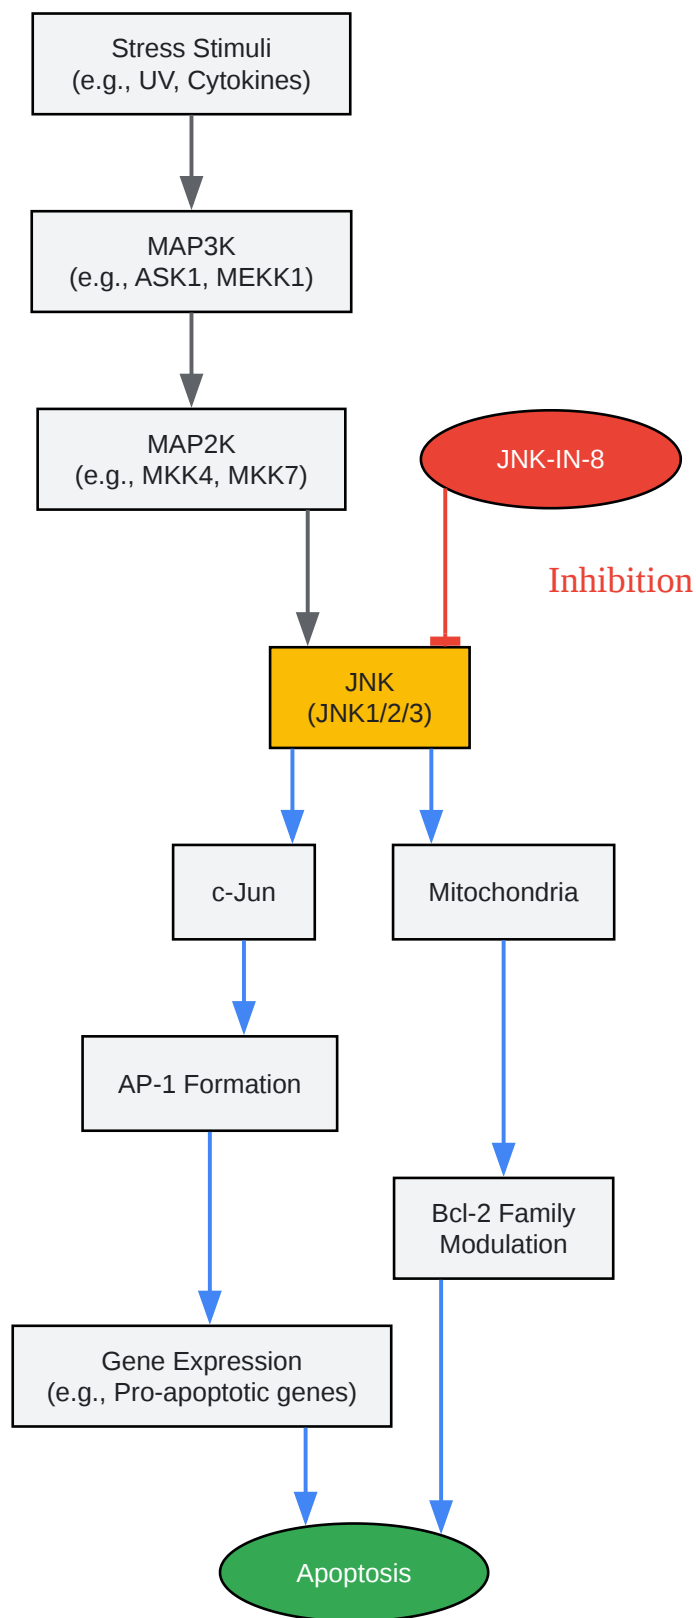 Stress Stimuli
(e.g., UV, Cytokines)
MAP3K
(e.g., ASK1, MEKK1)
MAP2K
(e.g., MKK4, MKK7)
JNK-IN-8
Inhibition
JNK
(JNK1/2/3)
c-Jun
Mitochondria
AP-1 Formation
Bcl-2 Family
Modulation
Gene Expression
(e.g., Pro-apoptotic genes)
Apoptosis